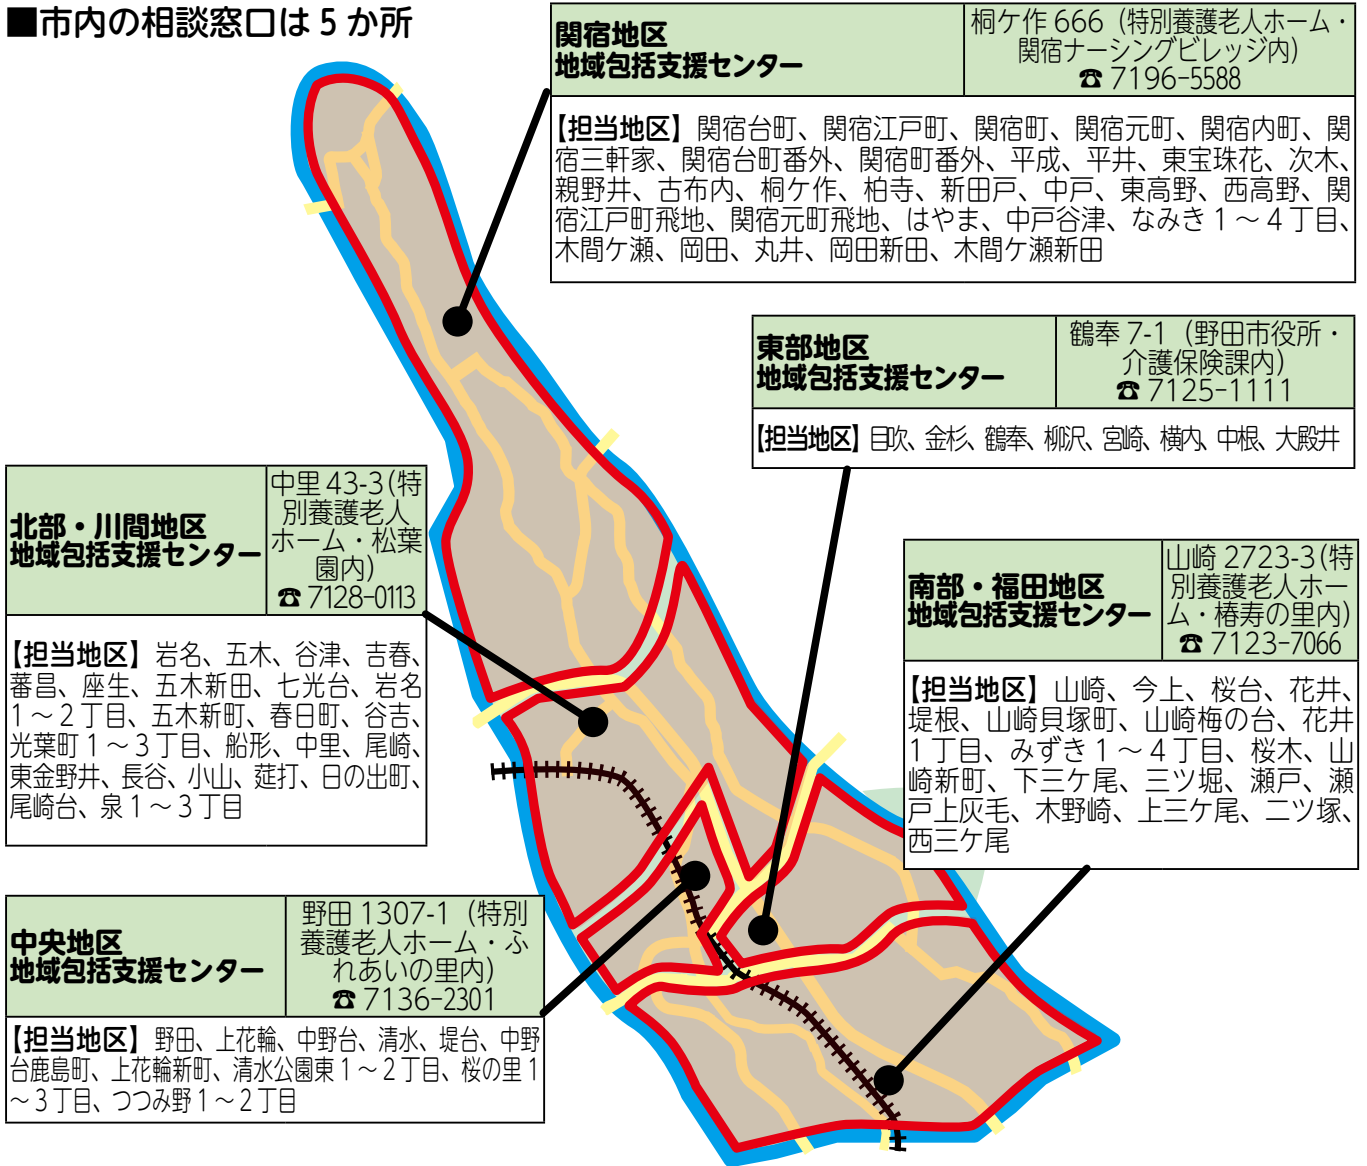 ■市内の相談窓口は 5 か所
関宿地区
地域包括支援センター
桐ケ作 666（特別養護老人ホーム・
関宿ナーシングビレッジ内）
☎ 7196-5588
【担当地区】関宿台町、関宿江戸町、関宿町、関宿元町、関宿内町、関
宿三軒家、関宿台町番外、関宿町番外、平成、平井、東宝珠花、次木、
親野井、古布内、桐ケ作、柏寺、新田戸、中戸、東高野、西高野、関
宿江戸町飛地、関宿元町飛地、はやま、中戸谷津、なみき 1 ～ 4 丁目、
木間ケ瀬、岡田、丸井、岡田新田、木間ケ瀬新田
東部地区
地域包括支援センター
鶴奉 7-1（野田市役所・
介護保険課内）
☎ 7125-1111
【担当地区】目吹、金杉、鶴奉、柳沢、宮崎、横内、中根、大殿井
北部・川間地区
地域包括支援センター
中里 43-3（特
別養護老人
ホーム・松葉
園内）
☎ 7128-0113
【担当地区】岩名、五木、谷津、吉春、
蕃昌、座生、五木新田、七光台、岩名
1 ～ 2 丁目、五木新町、春日町、谷吉、
光葉町 1 ～ 3 丁目、船形、中里、尾崎、
東金野井、長谷、小山、莚打、日の出町、
尾崎台、泉 1 ～ 3 丁目
南部・福田地区
地域包括支援センター
山崎 2723-3（特
別養護老人ホー
ム・椿寿の里内）
☎ 7123-7066
【担当地区】山崎、今上、桜台、花井、
堤根、山崎貝塚町、山崎梅の台、花井
1 丁目、みずき 1 ～ 4 丁目、桜木、山
崎新町、下三ケ尾、三ツ堀、瀬戸、瀬
戸上灰毛、木野崎、上三ケ尾、二ツ塚、
西三ケ尾
中央地区
地域包括支援センター
野田 1307-1（特別
養護老人ホーム・ふ
れあいの里内）
☎ 7136-2301
【担当地区】野田、上花輪、中野台、清水、堤台、中野
台鹿島町、上花輪新町、清水公園東 1 ～ 2 丁目、桜の里 1
～ 3 丁目、つつみ野 1 ～ 2 丁目